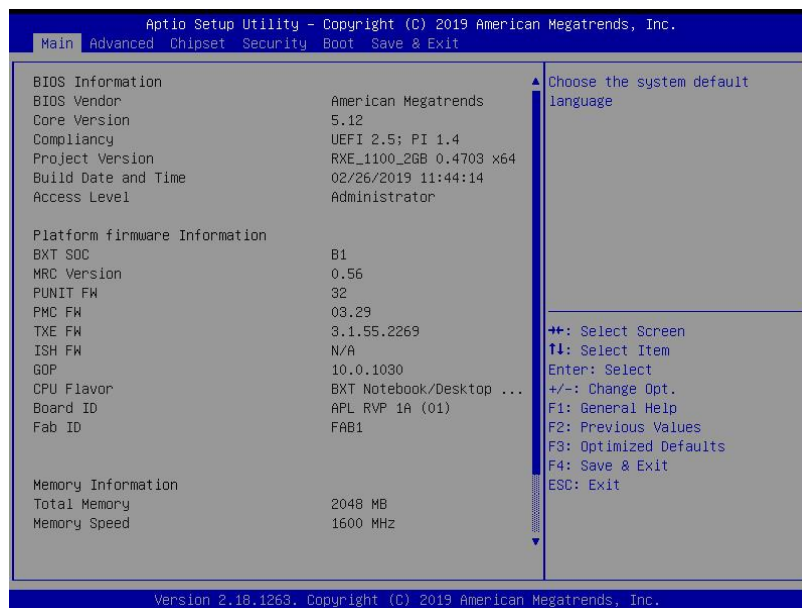 Aptio Setup Utility - Copyright (C) 2019 American Megatrends, Inc.
Main Advanced Chipset Security Boot Save & Exit
BIOS Information
BIOS Vendor American Megatrends
Core Version 5.12
Compliancy UEFI 2.5; PI 1.4
Project Version RXE_1100_2GB 0.4703 x64
Build Date and Time 02/26/2019 11:44:14
Access Level Administrator
Platform firmware Information
BXT SOC B1
MRC Version 0.56
PUNIT FW 32
PMC FW 03.29
TXE FW 3.1.55.2269
ISH FW N/A
GOP 10.0.1030
CPU Flavor BXT Notebook/Desktop ...
Board ID APL RVP 1A (01)
Fab ID FAB1
Memory Information
Total Memory 2048 MB
Memory Speed 1600 MHz
Choose the system default
language
→←: Select Screen
↑↓: Select Item
Enter: Select
+/-: Change Opt.
F1: General Help
F2: Previous Values
F3: Optimized Defaults
F4: Save & Exit
ESC: Exit
Version 2.18.1263. Copyright (C) 2019 American Megatrends, Inc.